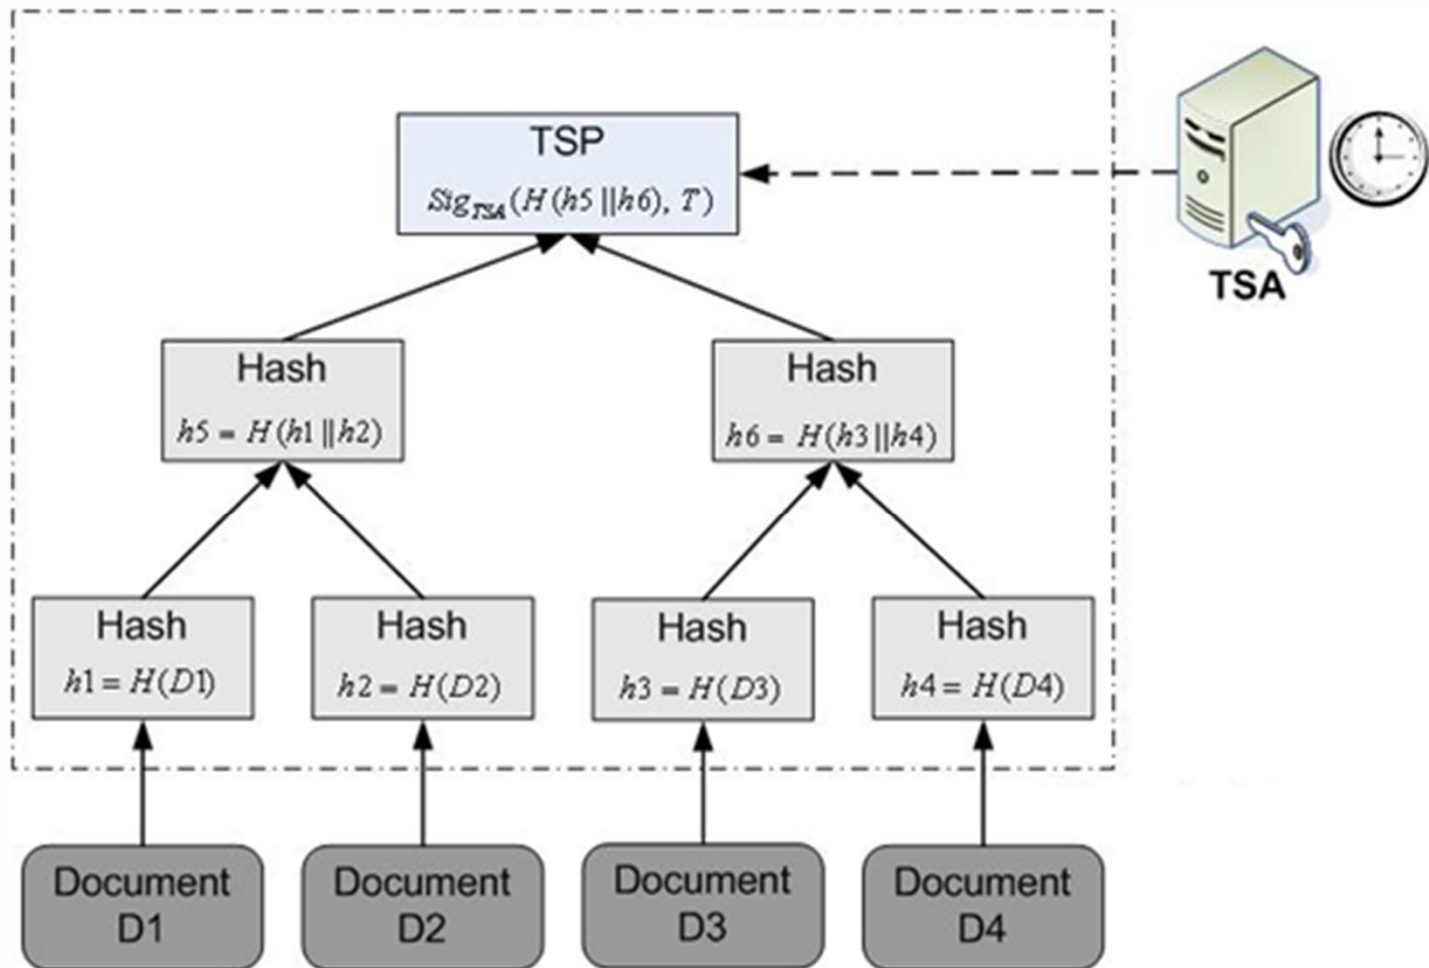 TSP
Sig_TSA(H(h5||h6), T)
TSA
Hash
h5 = H(h1||h2)
Hash
h6 = H(h3||h4)
Hash
h1 = H(D1)
Hash
h2 = H(D2)
Hash
h3 = H(D3)
Hash
h4 = H(D4)
Document
D1
Document
D2
Document
D3
Document
D4